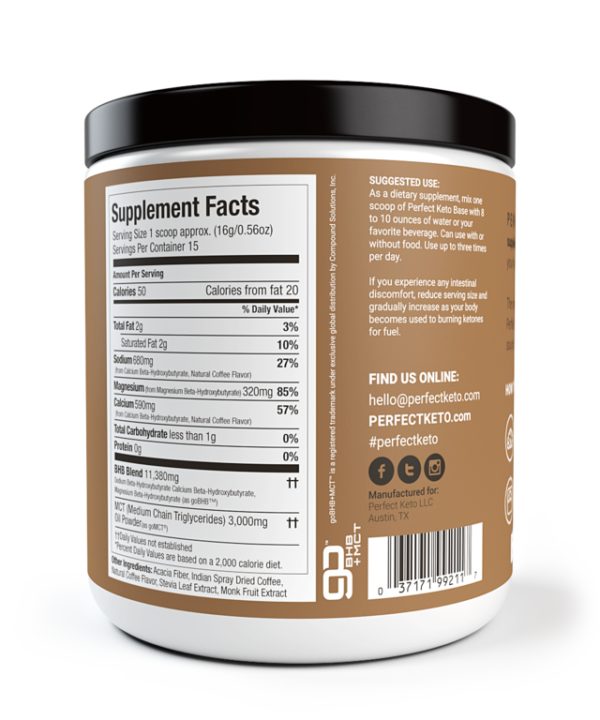 Supplement Facts
Serving Size 1 scoop approx. (16g/0.56oz)
Servings Per Container 15
Amount Per Serving
Calories 50 Calories from fat 20
% Daily Value*
Total Fat 2g 3%
Saturated Fat 2g 10%
Sodium 680mg 27%
(from Calcium Beta-Hydroxybutyrate, Natural Coffee Flavor)
Magnesium (from Magnesium Beta-Hydroxybutyrate) 320mg 85%
Calcium 590mg 57%
(from Calcium Beta-Hydroxybutyrate, Natural Coffee Flavor)
Total Carbohydrate less than 1g 0%
Protein 0g 0%
BHB Blend 11,380mg ††
Sodium Beta-Hydroxybutyrate Calcium Beta-Hydroxybutyrate,
Magnesium Beta-Hydroxybutyrate (as goBHB™)
MCT (Medium Chain Triglycerides) 3,000mg ††
Oil Powder (as goMCT™)
††Daily Values not established
*Percent Daily Values are based on a 2,000 calorie diet.
Other Ingredients: Acacia Fiber, Indian Spray Dried Coffee,
Natural Coffee Flavor, Stevia Leaf Extract, Monk Fruit Extract
goBHB+MCT™ is a registered trademark under exclusive global distribution by Compound Solutions, Inc.
go™
BHB
+MCT
SUGGESTED USE:
As a dietary supplement, mix one
scoop of Perfect Keto Base with 8
to 10 ounces of water or your
favorite beverage. Can use with or
without food. Use up to three times
per day.
If you experience any intestinal
discomfort, reduce serving size and
gradually increase as your body
becomes used to burning ketones
for fuel.
FIND US ONLINE:
hello@perfectketo.com
PERFECTKETO.com
#perfectketo
Manufactured for:
Perfect Keto LLC
Austin, TX
0 37171 99211 7
HOW